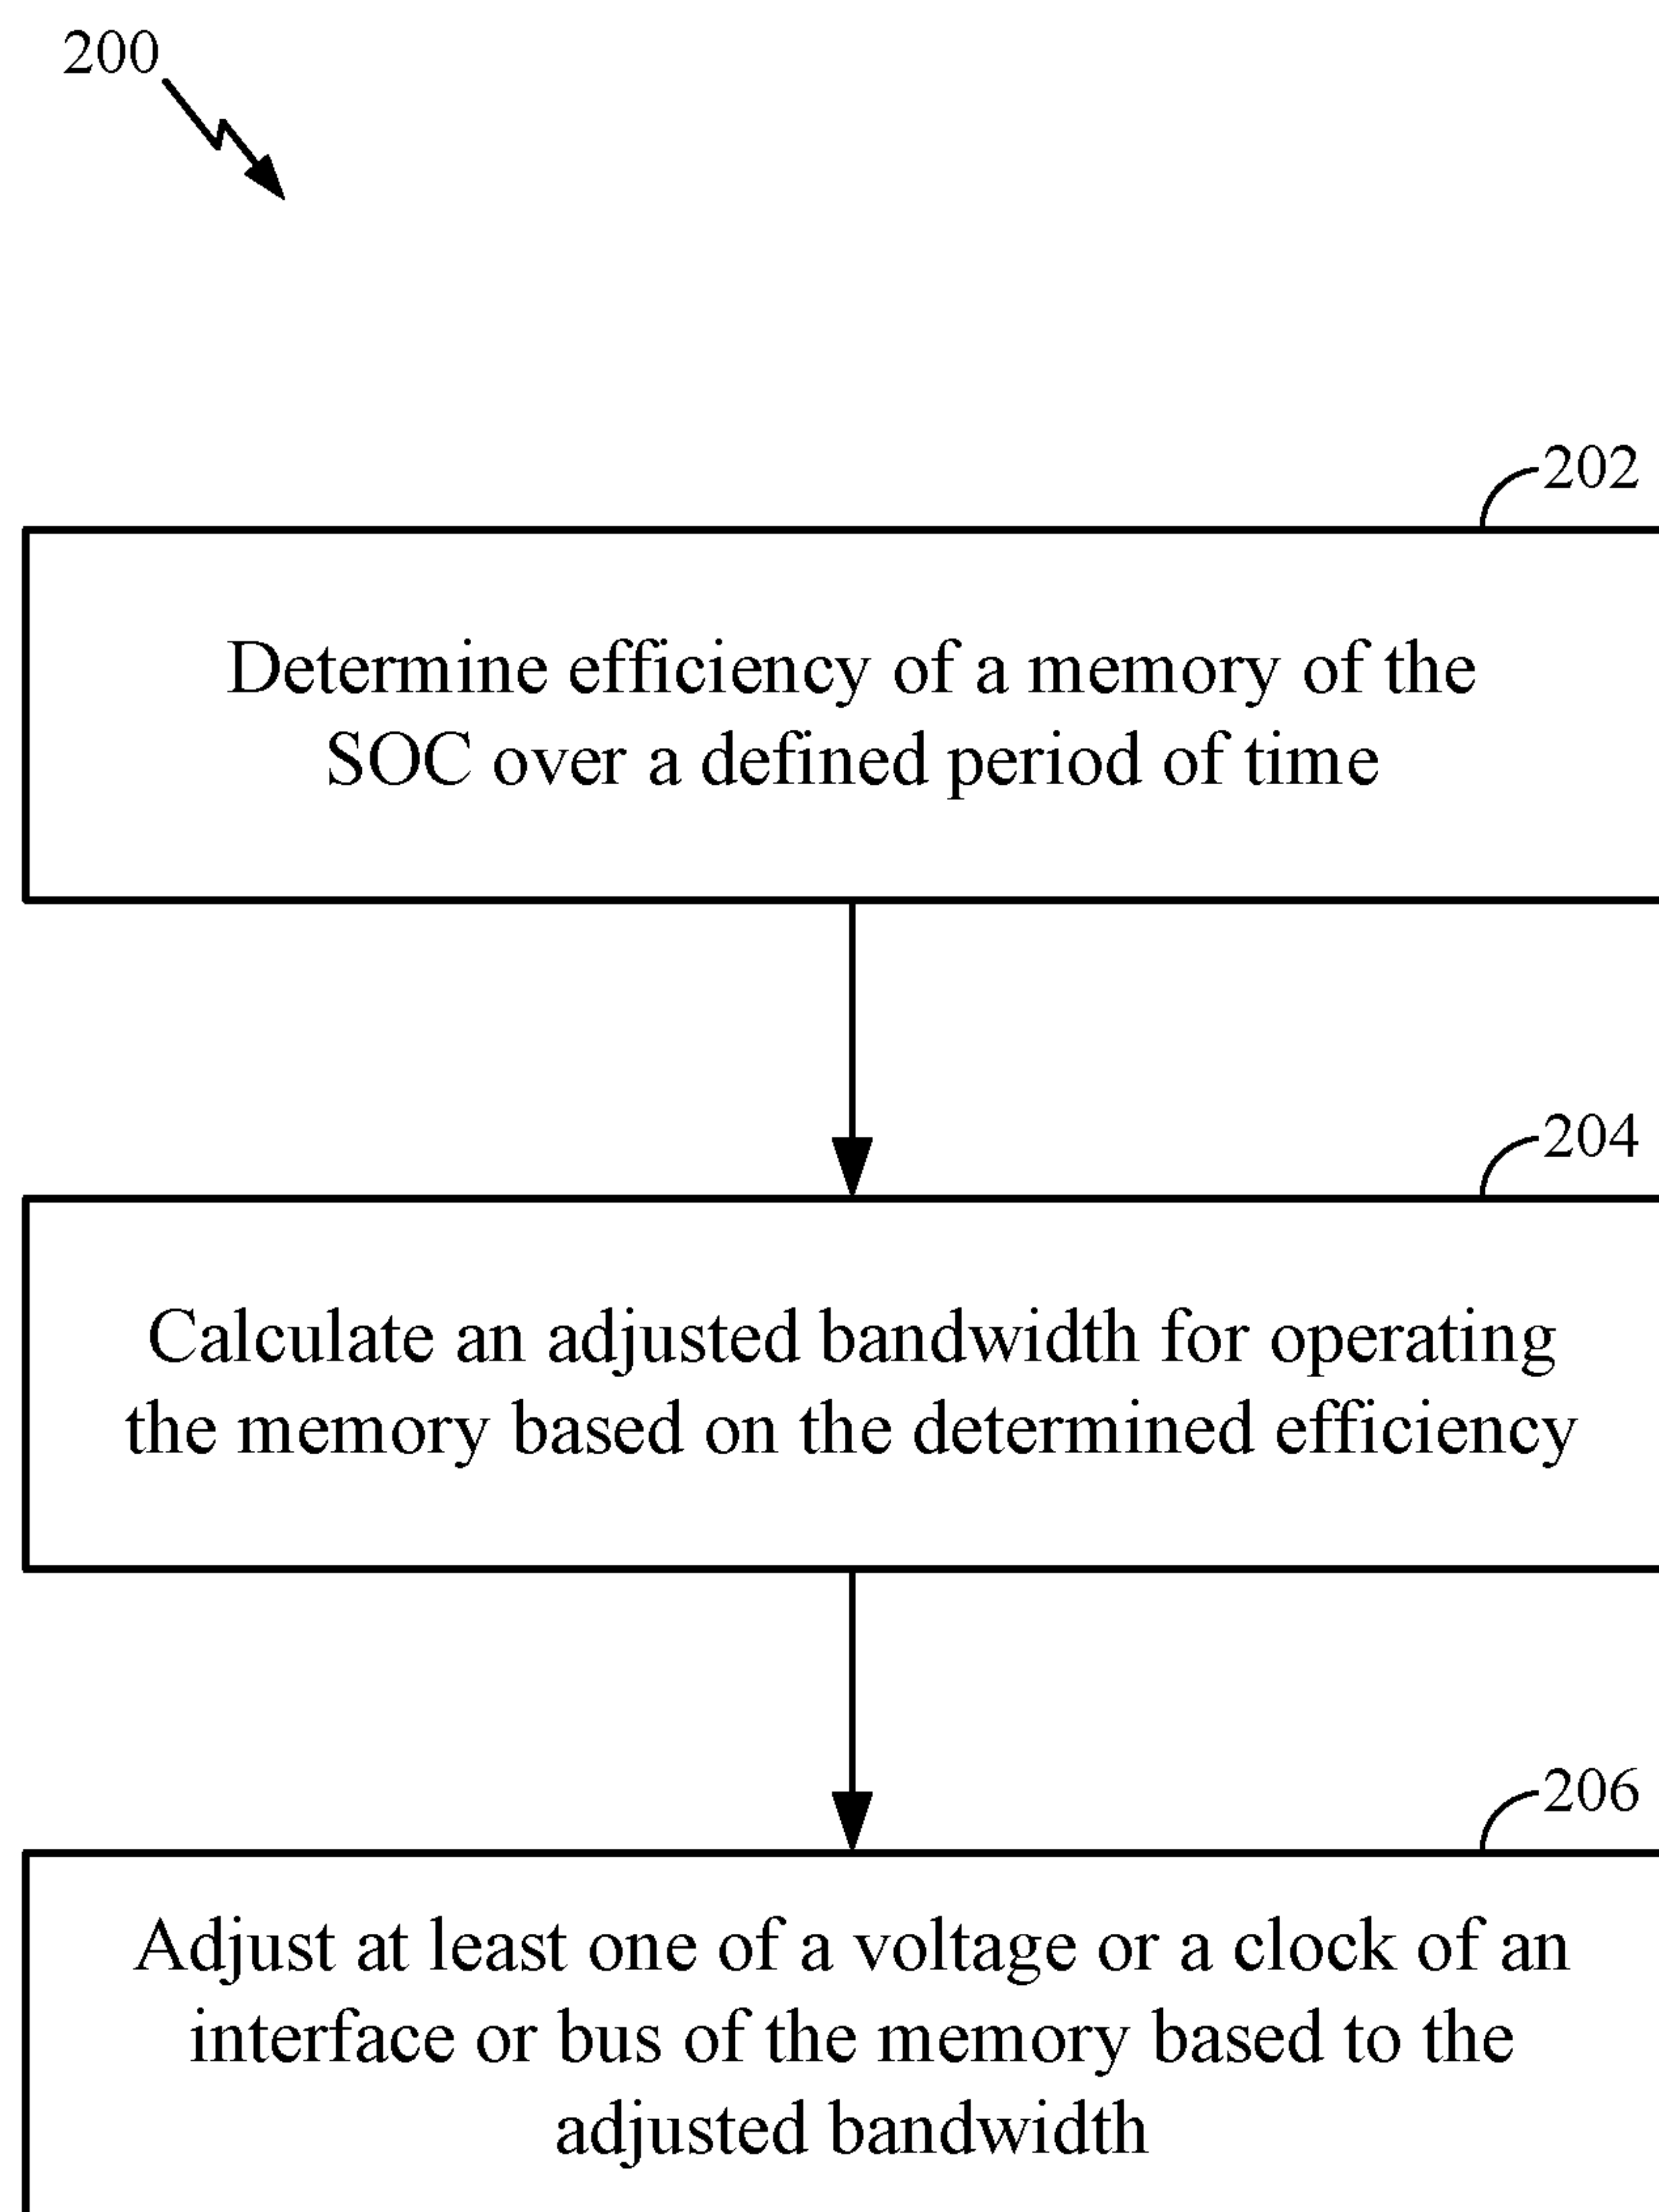 200
202
Determine efficiency of a memory of the
SOC over a defined period of time
204
Calculate an adjusted bandwidth for operating
the memory based on the determined efficiency
206
Adjust at least one of a voltage or a clock of an
interface or bus of the memory based to the
adjusted bandwidth